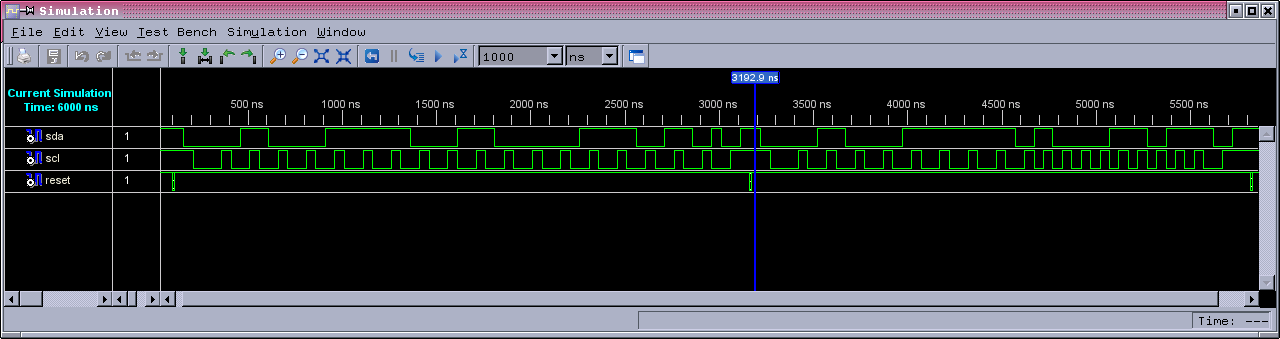 Simulation
File Edit View Test Bench Simulation Window
1000 ns
3192.9 ns
Current Simulation
Time: 6000 ns
500 ns 1000 ns 1500 ns 2000 ns 2500 ns 3000 ns 3500 ns 4000 ns 4500 ns 5000 ns 5500 ns
sda 1
scl 1
reset 1
Time: ---